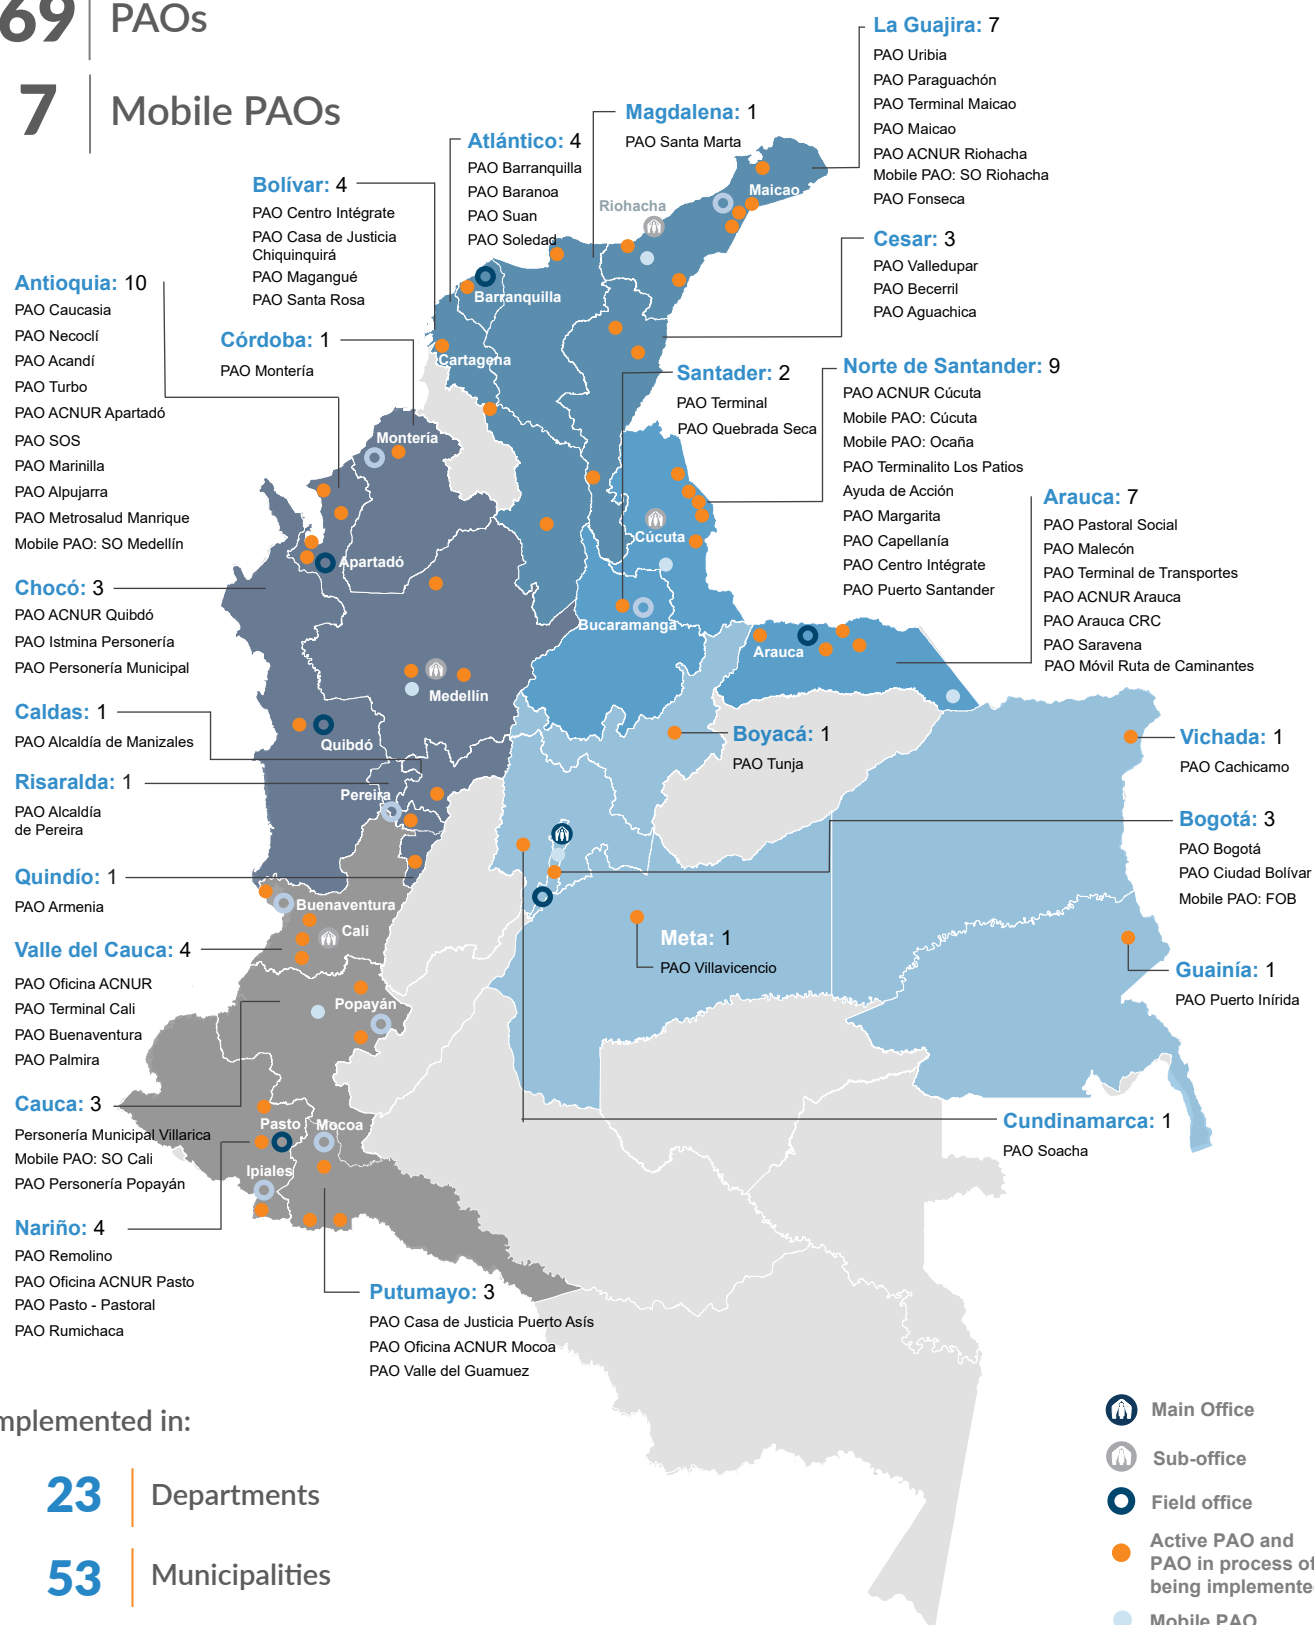 69 PAOs
7 Mobile PAOs
La Guajira: 7
PAO Uribia
PAO Paraguachón
PAO Terminal Maicao
PAO Maicao
PAO ACNUR Riohacha
Mobile PAO: SO Riohacha
PAO Fonseca
Magdalena: 1
PAO Santa Marta
Atlántico: 4
PAO Barranquilla
PAO Baranoa
PAO Suan
PAO Soledad
Bolívar: 4
PAO Centro Intégrate
PAO Casa de Justicia
Chiquinquirá
PAO Magangué
PAO Santa Rosa
Cesar: 3
PAO Valledupar
PAO Becerril
PAO Aguachica
Antioquia: 10
PAO Caucasia
PAO Necoclí
PAO Acandí
PAO Turbo
PAO ACNUR Apartadó
PAO SOS
PAO Marinilla
PAO Alpujarra
PAO Metrosalud Manrique
Mobile PAO: SO Medellín
Córdoba: 1
PAO Montería
Santader: 2
PAO Terminal
PAO Quebrada Seca
Norte de Santander: 9
PAO ACNUR Cúcuta
Mobile PAO: Cúcuta
Mobile PAO: Ocaña
PAO Terminalito Los Patios
Ayuda de Acción
PAO Margarita
PAO Capellanía
PAO Centro Intégrate
PAO Puerto Santander
Arauca: 7
PAO Pastoral Social
PAO Malecón
PAO Terminal de Transportes
PAO ACNUR Arauca
PAO Arauca CRC
PAO Saravena
PAO Móvil Ruta de Caminantes
Chocó: 3
PAO ACNUR Quibdó
PAO Istmina Personería
PAO Personería Municipal
Caldas: 1
PAO Alcaldía de Manizales
Risaralda: 1
PAO Alcaldía
de Pereira
Quindío: 1
PAO Armenia
Valle del Cauca: 4
PAO Oficina ACNUR
PAO Terminal Cali
PAO Buenaventura
PAO Palmira
Cauca: 3
Personería Municipal Villarica
Mobile PAO: SO Cali
PAO Personería Popayán
Nariño: 4
PAO Remolino
PAO Oficina ACNUR Pasto
PAO Pasto - Pastoral
PAO Rumichaca
Putumayo: 3
PAO Casa de Justicia Puerto Asís
PAO Oficina ACNUR Mocoa
PAO Valle del Guamuez
Boyacá: 1
PAO Tunja
Vichada: 1
PAO Cachicamo
Bogotá: 3
PAO Bogotá
PAO Ciudad Bolívar
Mobile PAO: FOB
Meta: 1
PAO Villavicencio
Guainía: 1
PAO Puerto Inírida
Cundinamarca: 1
PAO Soacha
Maicao
Riohacha
Barranquilla
Cartagena
Montería
Cúcuta
Apartadó
Bucaramanga
Arauca
Medellín
Quibdó
Pereira
Buenaventura
Cali
Popayán
Pasto
Mocoa
Ipiales
mplemented in:
23 Departments
53 Municipalities
Main Office
Sub-office
Field office
Active PAO and
PAO in process of
being implemente
Mobile PAO